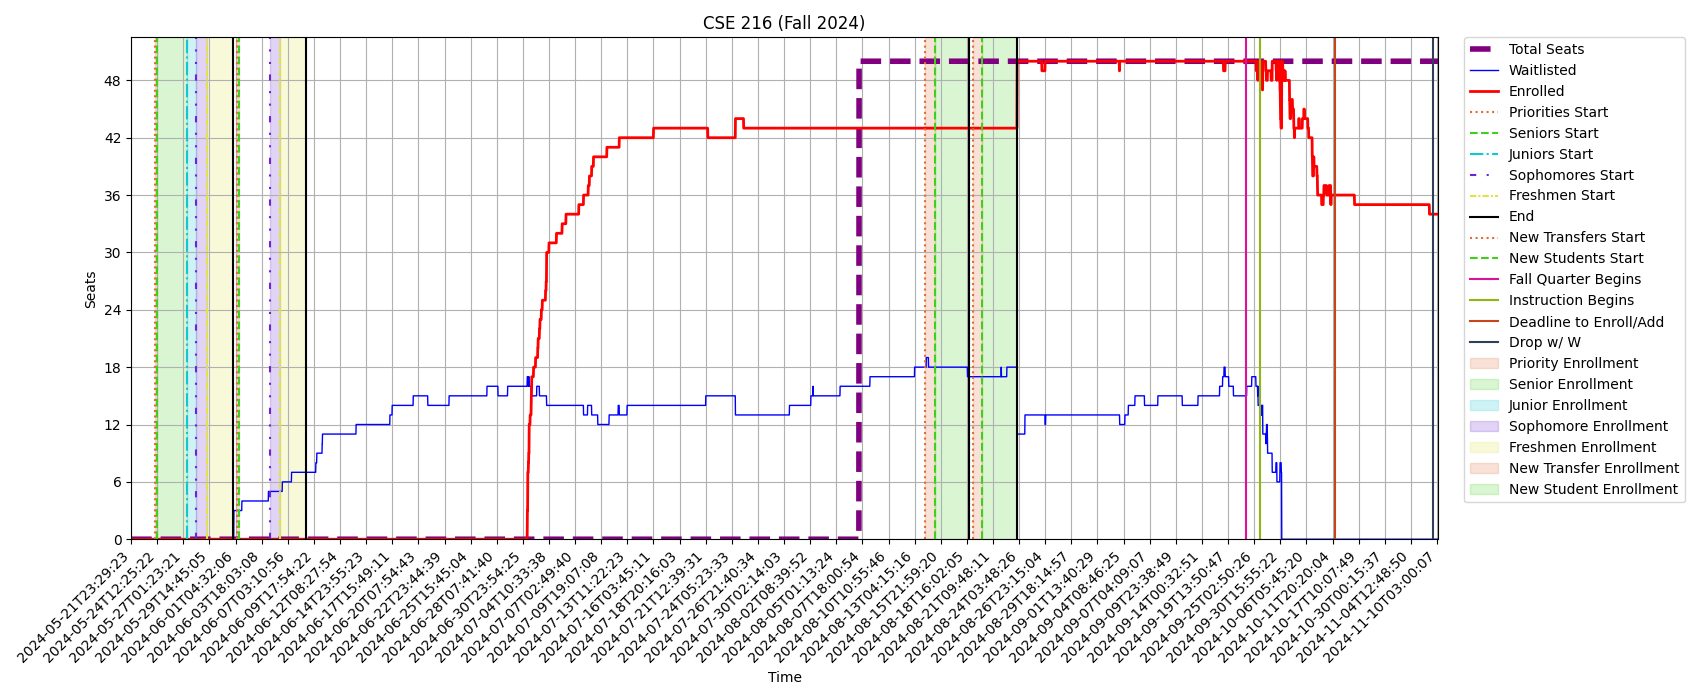 CSE 216 (Fall 2024)
Seats
48
42
36
30
24
18
12
6
0
2024-05-21T23:29:23
2024-05-24T12:25:22
2024-05-27T01:23:21
2024-05-29T14:45:05
2024-06-01T04:32:06
2024-06-03T18:03:08
2024-06-07T03:10:56
2024-06-09T17:54:22
2024-06-12T08:27:54
2024-06-14T23:55:23
2024-06-17T15:49:11
2024-06-20T07:54:43
2024-06-22T23:44:39
2024-06-25T15:45:04
2024-06-28T07:41:40
2024-06-30T23:54:25
2024-07-04T10:33:38
2024-07-07T02:49:40
2024-07-09T19:07:08
2024-07-13T11:22:23
2024-07-16T03:45:11
2024-07-18T20:16:03
2024-07-21T12:39:31
2024-07-24T05:23:33
2024-07-26T21:40:34
2024-07-30T02:14:03
2024-08-02T08:39:52
2024-08-05T01:13:24
2024-08-07T18:00:54
2024-08-10T10:55:46
2024-08-13T04:15:16
2024-08-15T21:59:20
2024-08-18T16:02:05
2024-08-21T09:48:11
2024-08-24T03:48:26
2024-08-26T23:15:04
2024-08-29T18:14:57
2024-09-01T13:40:29
2024-09-04T08:46:25
2024-09-07T04:09:07
2024-09-09T23:38:49
2024-09-14T00:32:51
2024-09-19T13:50:47
2024-09-25T02:50:26
2024-09-30T15:55:22
2024-10-06T05:45:20
2024-10-11T20:20:04
2024-10-17T10:07:49
2024-10-30T00:15:37
2024-11-04T12:48:50
2024-11-10T03:00:07
Time
Total Seats
Waitlisted
Enrolled
Priorities Start
Seniors Start
Juniors Start
Sophomores Start
Freshmen Start
End
New Transfers Start
New Students Start
Fall Quarter Begins
Instruction Begins
Deadline to Enroll/Add
Drop w/ W
Priority Enrollment
Senior Enrollment
Junior Enrollment
Sophomore Enrollment
Freshmen Enrollment
New Transfer Enrollment
New Student Enrollment